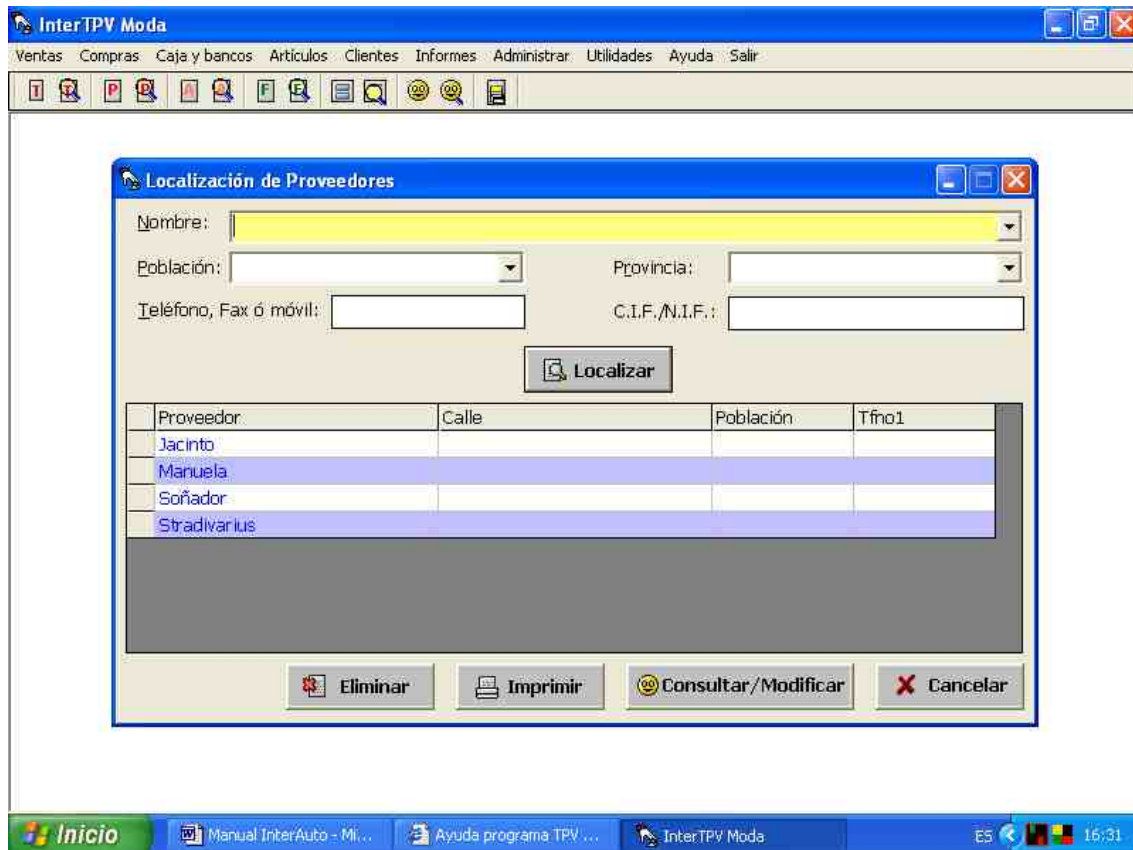 InterTPV Moda
Ventas Compras Caja y bancos Artículos Clientes Informes Administrar Utilidades Ayuda Salir
T T P P A A F F
Localización de Proveedores
Nombre:
Población: Provincia:
Teléfono, Fax ó móvil: C.I.F./N.I.F.:
Localizar
Proveedor Calle Población Tfno1
Jacinto
Manuela
Soñador
Stradivarius
Eliminar Imprimir Consultar/Modificar Cancelar
Inicio Manual InterAuto - Mi... Ayuda programa TPV ... InterTPV Moda ES 16:31